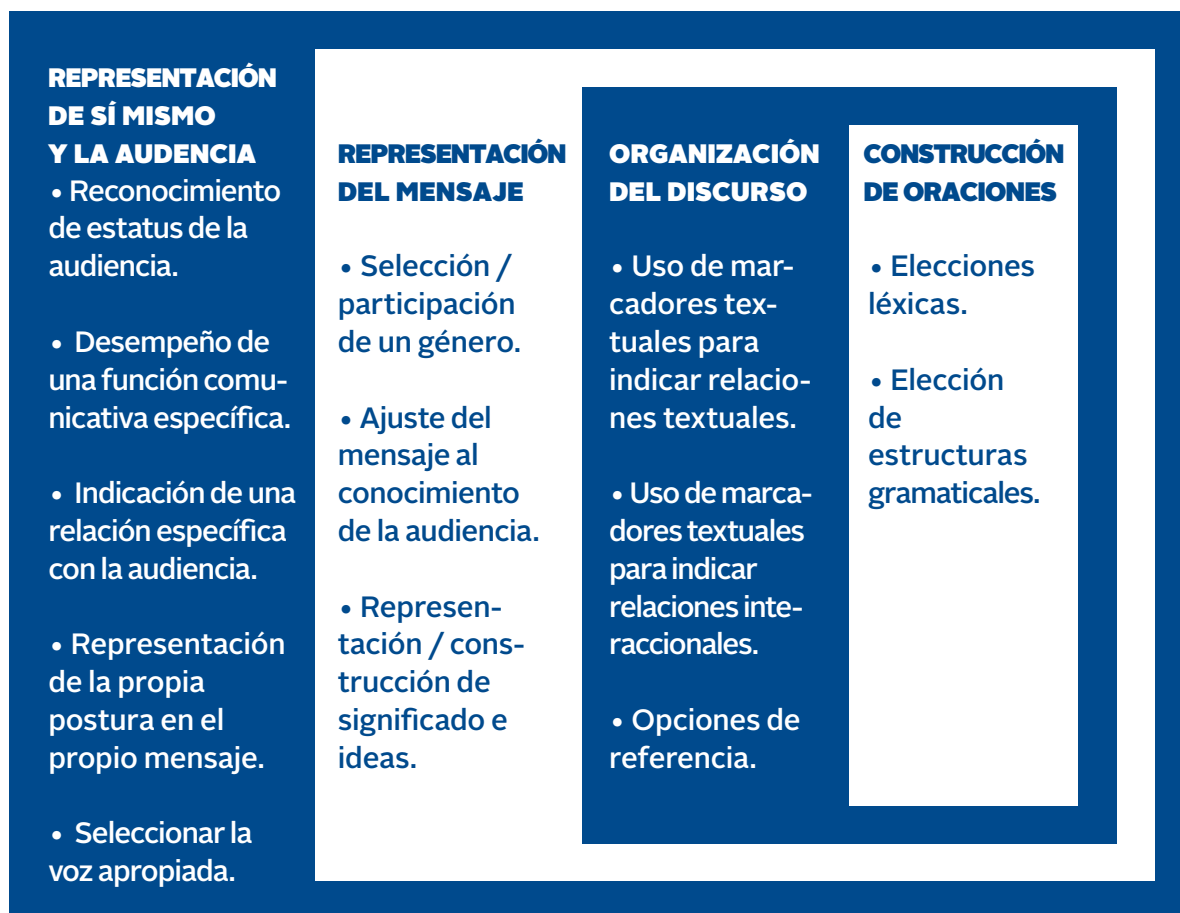 REPRESENTACIÓN
DE SÍ MISMO
Y LA AUDENCIA
• Reconocimiento
de estatus de la
audiencia.
• Desempeño de
una función comu-
nicativa específica.
• Indicación de una
relación específica
con la audiencia.
• Representación
de la propia
postura en el
propio mensaje.
• Seleccionar la
voz apropiada.
REPRESENTACIÓN
DEL MENSAJE
• Selección /
participación
de un género.
• Ajuste del
mensaje al
conocimiento
de la audiencia.
• Represen-
tación / cons-
trucción de
significado e
ideas.
ORGANIZACIÓN
DEL DISCURSO
• Uso de mar-
cadores tex-
tuales para
indicar relacio-
nes textuales.
• Uso de marca-
dores textuales
para indicar
relaciones inte-
raccionales.
• Opciones de
referencia.
CONSTRUCCIÓN
DE ORACIONES
• Elecciones
léxicas.
• Elección
de
estructuras
gramaticales.